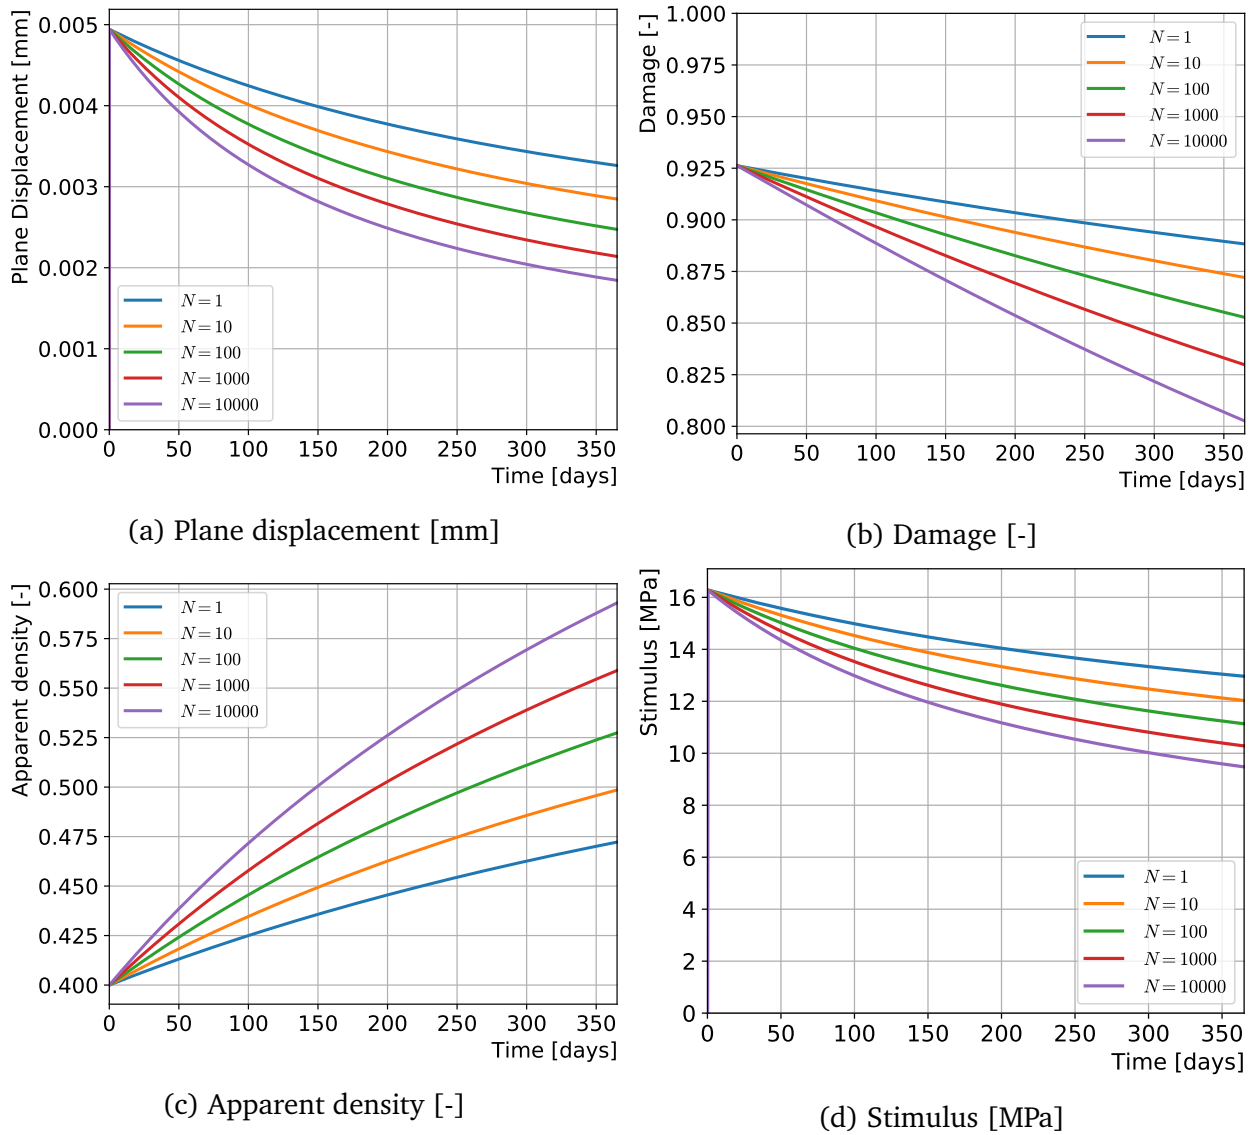 Plane Displacement [mm]
0.005
0.004
0.003
0.002
0.001
0.000
N = 1
N = 10
N = 100
N = 1000
N = 10000
0 50 100 150 200 250 300 350
Time [days]
(a) Plane displacement [mm]
Damage [-]
1.000
0.975
0.950
0.925
0.900
0.875
0.850
0.825
0.800
N = 1
N = 10
N = 100
N = 1000
N = 10000
0 50 100 150 200 250 300 350
Time [days]
(b) Damage [-]
Apparent density [-]
0.600
0.575
0.550
0.525
0.500
0.475
0.450
0.425
0.400
N = 1
N = 10
N = 100
N = 1000
N = 10000
0 50 100 150 200 250 300 350
Time [days]
(c) Apparent density [-]
Stimulus [MPa]
16
14
12
10
8
6
4
2
0
N = 1
N = 10
N = 100
N = 1000
N = 10000
0 50 100 150 200 250 300 350
Time [days]
(d) Stimulus [MPa]